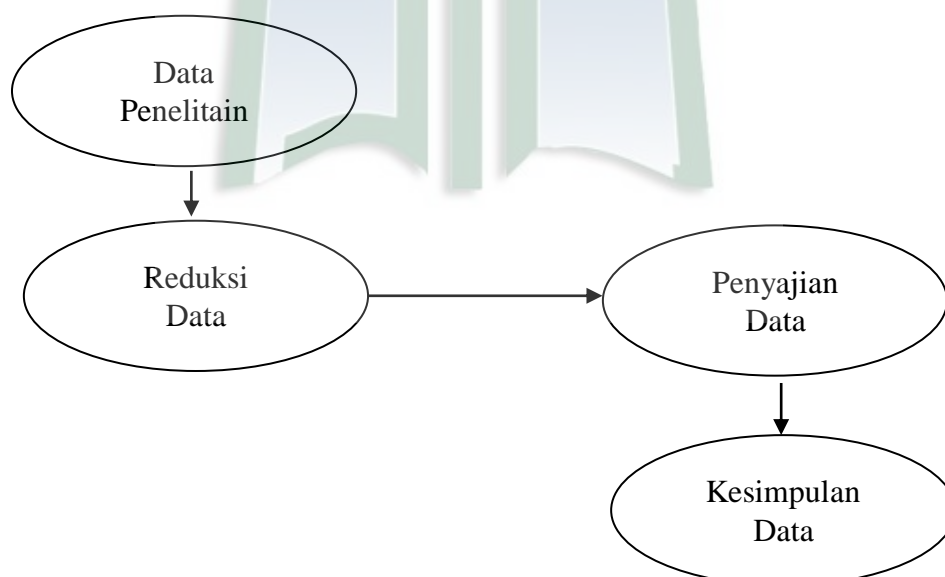 Data
Penelitain
Reduksi
Data
Penyajian
Data
Kesimpulan
Data